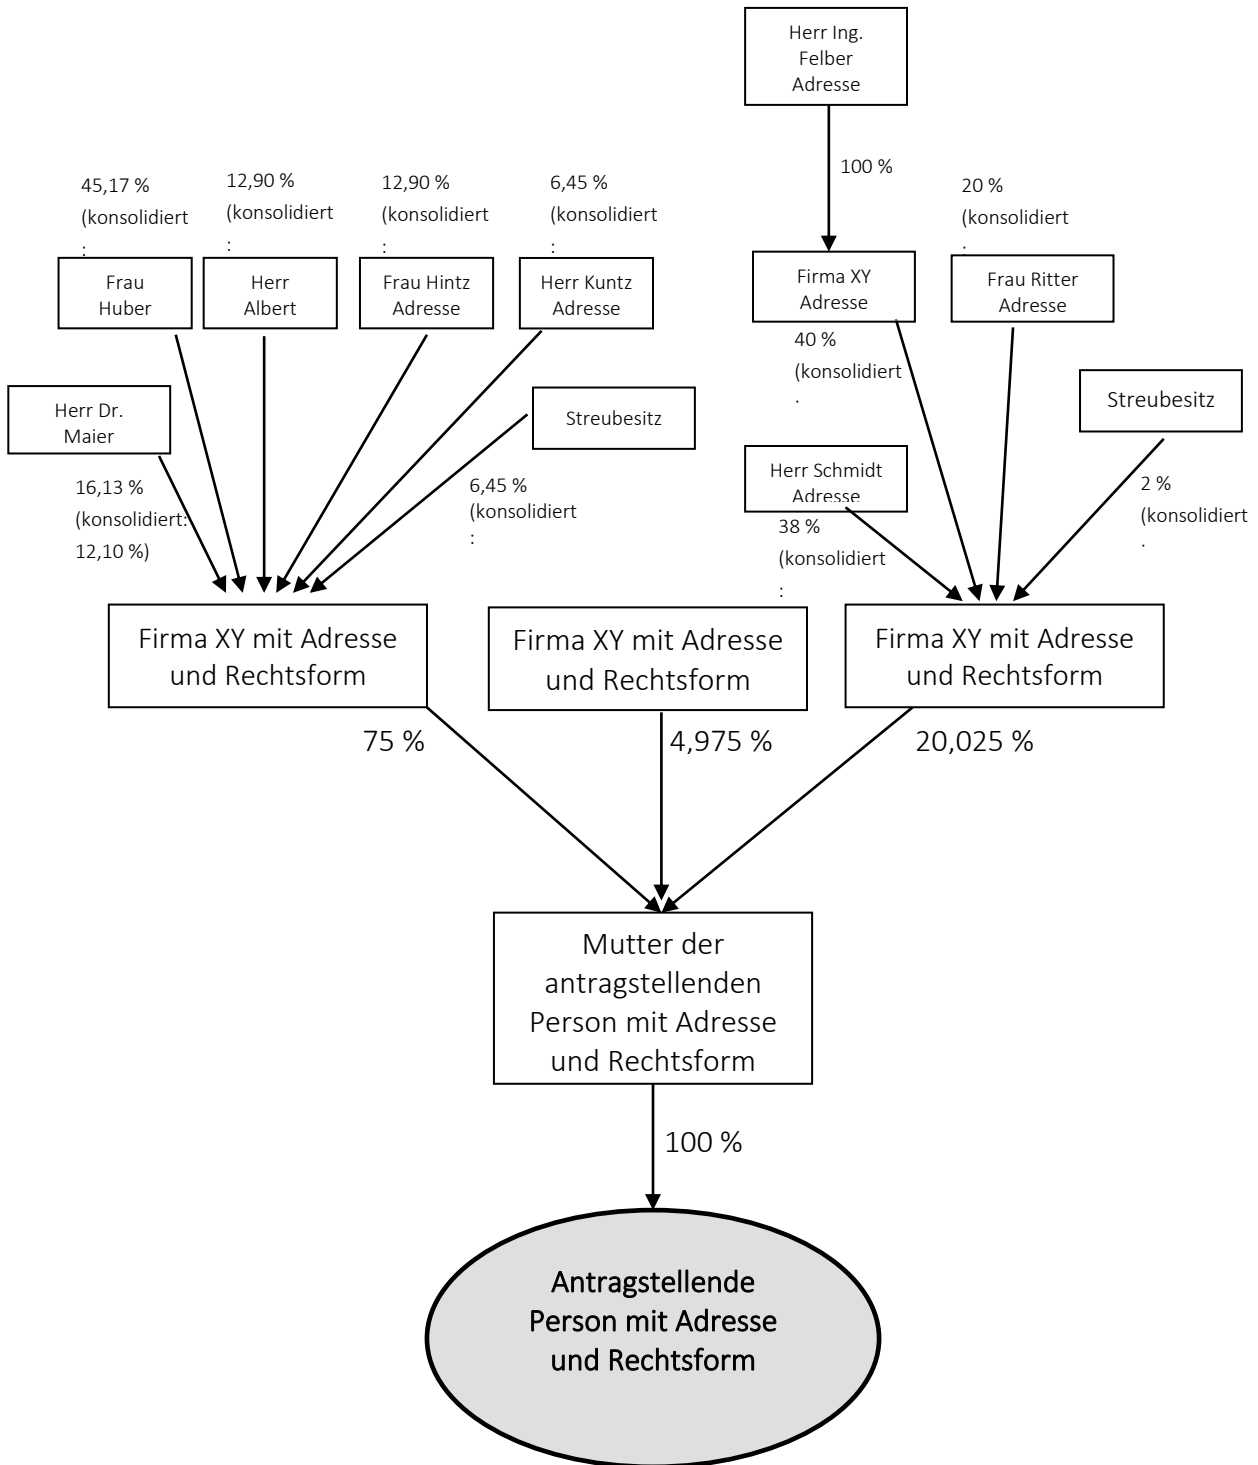 Herr Ing.
Felber
Adresse
100 %
45,17 %
(konsolidiert
:
12,90 %
(konsolidiert
:
12,90 %
(konsolidiert
:
6,45 %
(konsolidiert
:
20 %
(konsolidiert
.
Frau
Huber
Herr
Albert
Frau Hintz
Adresse
Herr Kuntz
Adresse
Firma XY
Adresse
Frau Ritter
Adresse
40 %
(konsolidiert
.
Herr Dr.
Maier
Streubesitz
Streubesitz
16,13 %
(konsolidiert:
12,10 %)
6,45 %
(konsolidiert
:
Herr Schmidt
Adresse
38 %
(konsolidiert
:
2 %
(konsolidiert
.
Firma XY mit Adresse
und Rechtsform
Firma XY mit Adresse
und Rechtsform
Firma XY mit Adresse
und Rechtsform
75 %
4,975 %
20,025 %
Mutter der
antragstellenden
Person mit Adresse
und Rechtsform
100 %
Antragstellende
Person mit Adresse
und Rechtsform